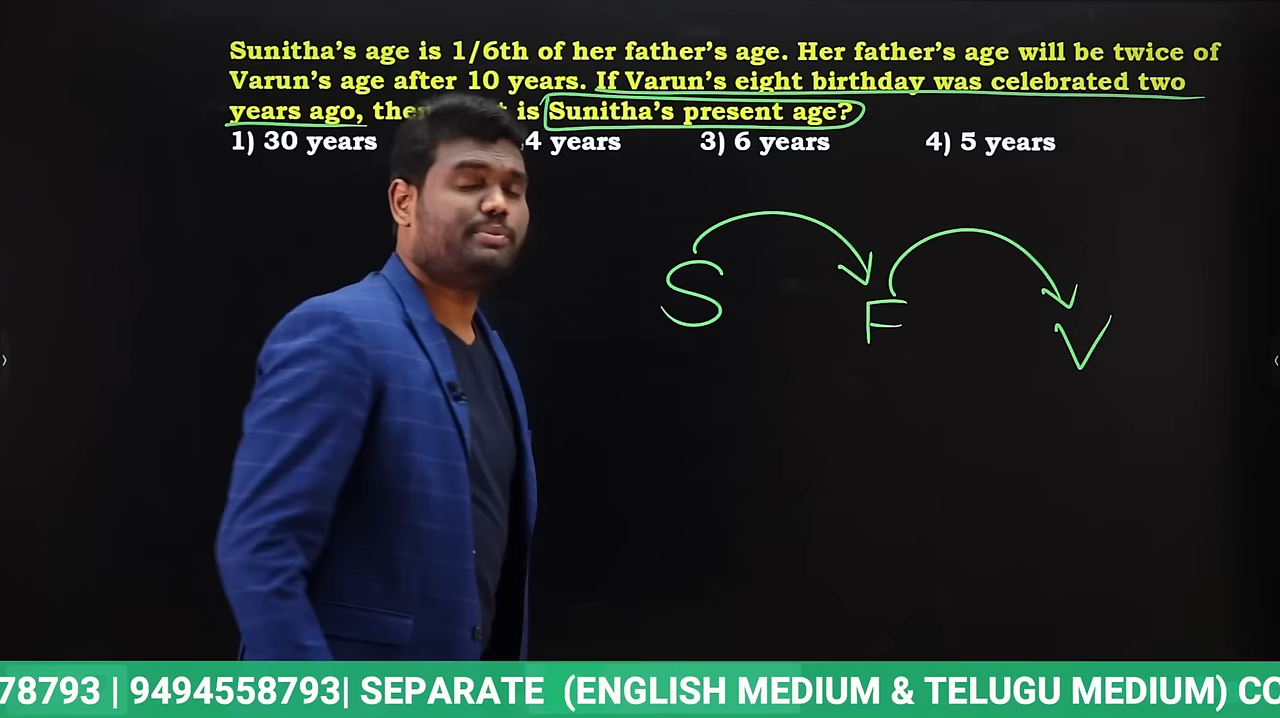 Sunitha's age is 1/6th of her father's age. Her father's age will be twice of
Varun's age after 10 years. If Varun's eight birthday was celebrated two
years ago, is Sunitha's present age?
1) 30 years 4 years 3) 6 years 4) 5 years
S F V
78793 | 9494558793| SEPARATE (ENGLISH MEDIUM & TELUGU MEDIUM)